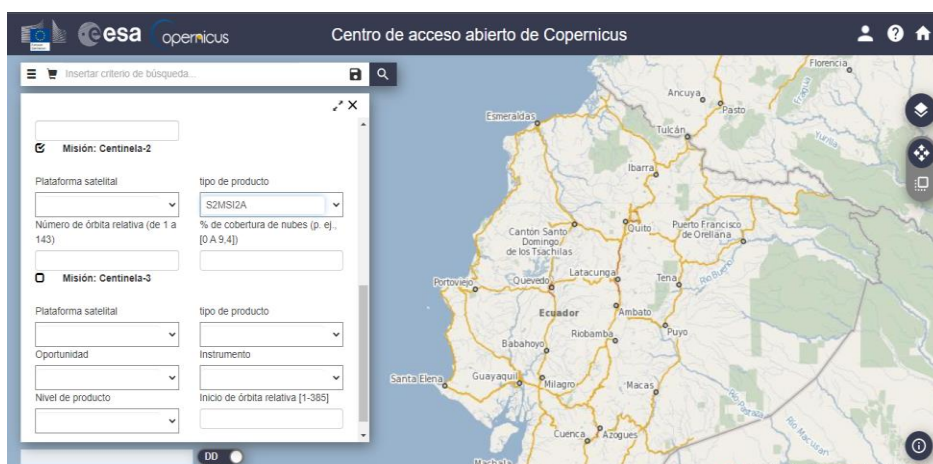 esa opernicus Centro de acceso abierto de Copernicus
Insertar criterio de búsqueda...
Misión: Centinela-2
Plataforma satelital tipo de producto
S2MSI2A
Número de órbita relativa (de 1 a 143) % de cobertura de nubes (p. ej., [0 A 9,4])
Misión: Centinela-3
Plataforma satelital tipo de producto
Oportunidad Instrumento
Nivel de producto Inicio de órbita relativa [1-385]
DD
Florencia
Ancuya
Pasto
Esmeraldas
Tulcán
Ibarra
Cantón Santo
Domingo
de los Tsachilas
Quito
Puerto Francisco
de Orellana
Portoviejo
Quevedo
Latacunga
Tena
Ecuador
Ambato
Riobamba
Puyo
Babahoyo
Santa Elena
Guayaquil
Milagro
Macas
Cuenca
Azogues
Machala
Río Pastaza